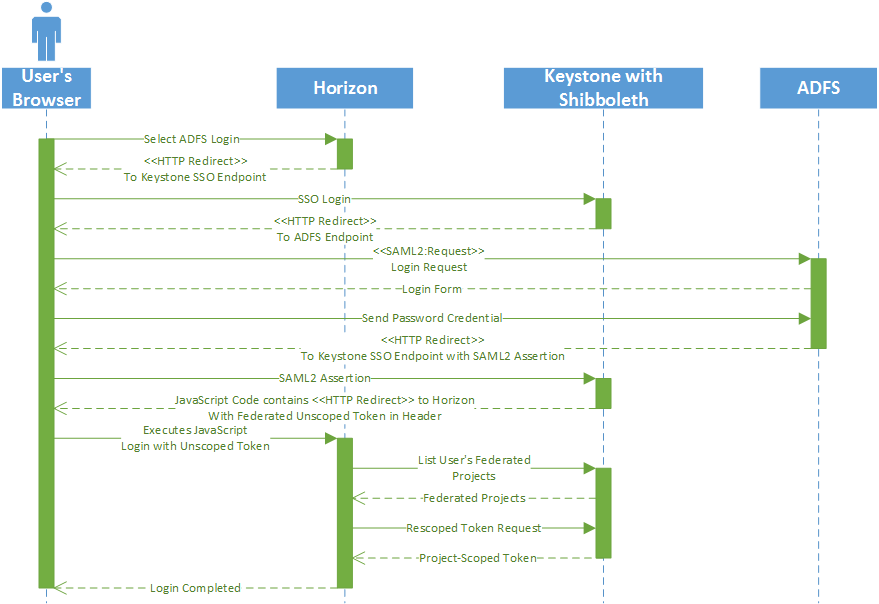 User's
Browser
Horizon
Keystone with
Shibboleth
ADFS
Select ADFS Login
<<HTTP Redirect>>
To Keystone SSO Endpoint
SSO Login
<<HTTP Redirect>>
To ADFS Endpoint
<<SAML2:Request>>
Login Request
Login Form
Send Password Credential
<<HTTP Redirect>>
To Keystone SSO Endpoint with SAML2 Assertion
SAML2 Assertion
JavaScript Code contains <<HTTP Redirect>> to Horizon
With Federated Unscoped Token in Header
Executes JavaScript
Login with Unscoped Token
List User's Federated
Projects
Federated Projects
Rescoped Token Request
Project-Scoped Token
Login Completed